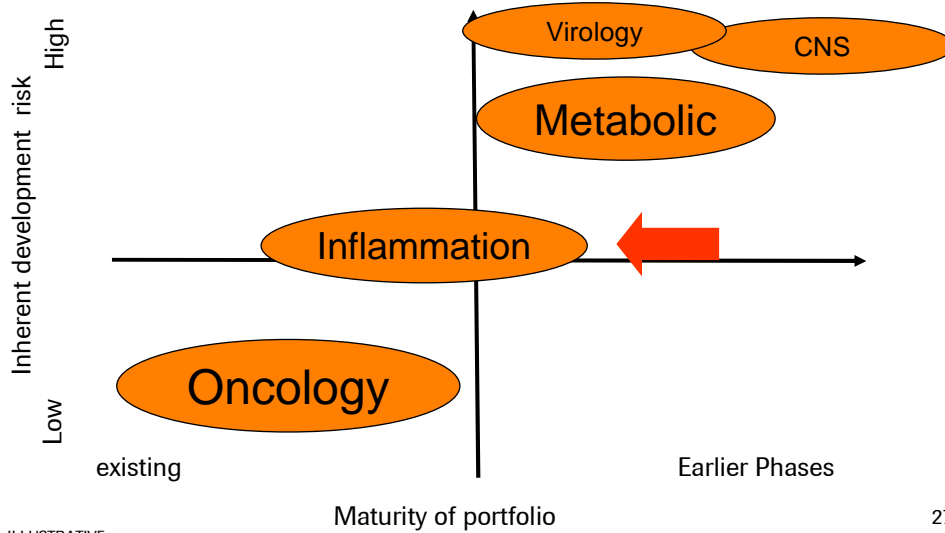 High
Virology
CNS
Metabolic
Inherent development risk
Inflammation
Oncology
Low
existing
Earlier Phases
Maturity of portfolio